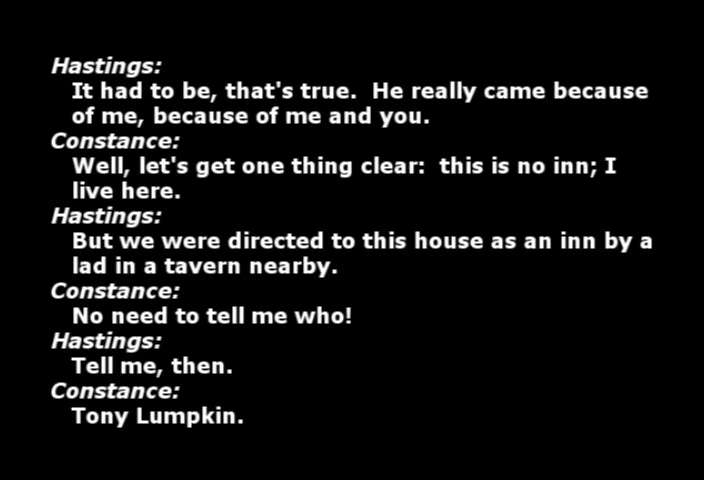 Hastings:
It had to be, that's true.  He really came because
of me, because of me and you.
Constance:
Well, let's get one thing clear:  this is no inn; I
live here.
Hastings:
But we were directed to this house as an inn by a
lad in a tavern nearby.
Constance:
No need to tell me who!
Hastings:
Tell me, then.
Constance:
Tony Lumpkin.